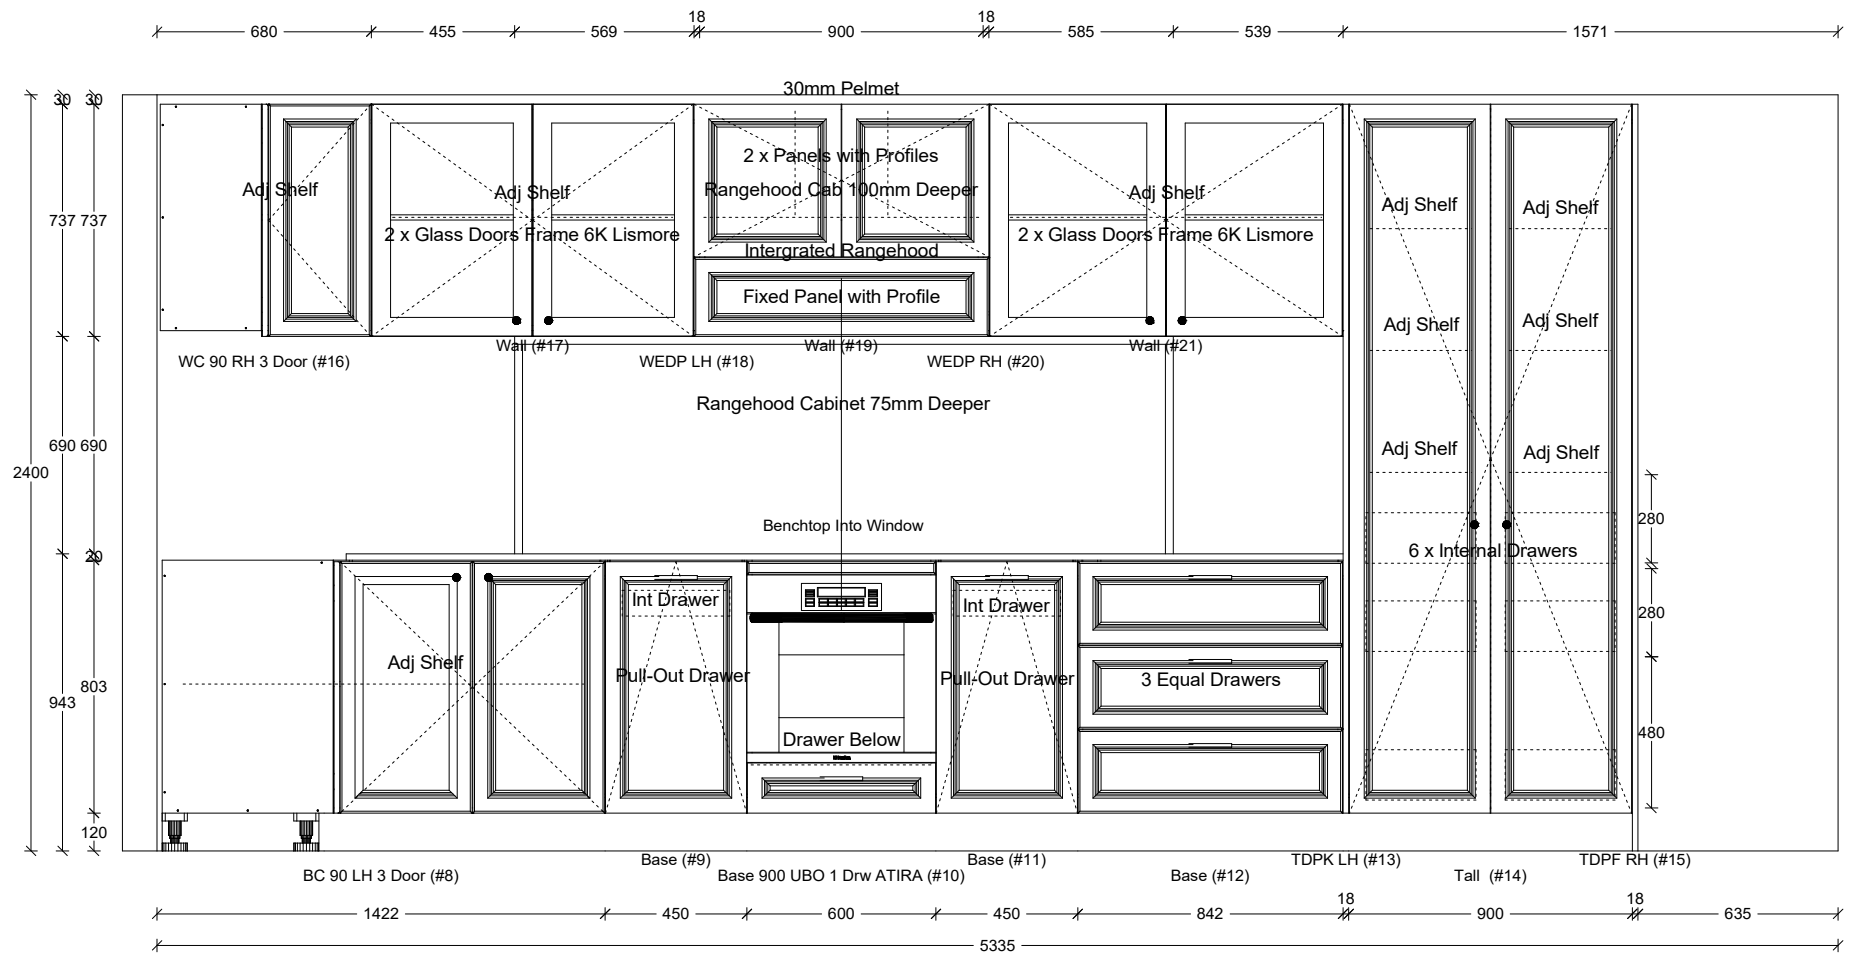 18 18
680 455 569 900 585 539 1571
30mm Pelmet
30 30
2 x Panels with Profiles
Adj Shelf Adj Shelf Rangehood Cab 100mm Deeper Adj Shelf
Adj Shelf Adj Shelf
737 737
2 x Glass Doors Frame 6K Lismore 2 x Glass Doors Frame 6K Lismore
Intergrated Rangehood
Fixed Panel with Profile
Adj Shelf Adj Shelf
Wall (#17) Wall (#19) Wall (#21)
WC 90 RH 3 Door (#16) WEDP LH (#18) WEDP RH (#20)
Rangehood Cabinet 75mm Deeper
690 690
Adj Shelf Adj Shelf
2400
280
Benchtop Into Window
6 x Internal Drawers
20
Int Drawer Int Drawer
280
Adj Shelf
Pull-Out Drawer Pull-Out Drawer 3 Equal Drawers
803
943
480
Drawer Below
120
Base (#9) Base (#11) TDPK LH (#13) TDPF RH (#15)
BC 90 LH 3 Door (#8) Base 900 UBO 1 Drw ATIRA (#10) Base (#12) Tall (#14)
18 18
1422 450 600 450 842 900 635
5335